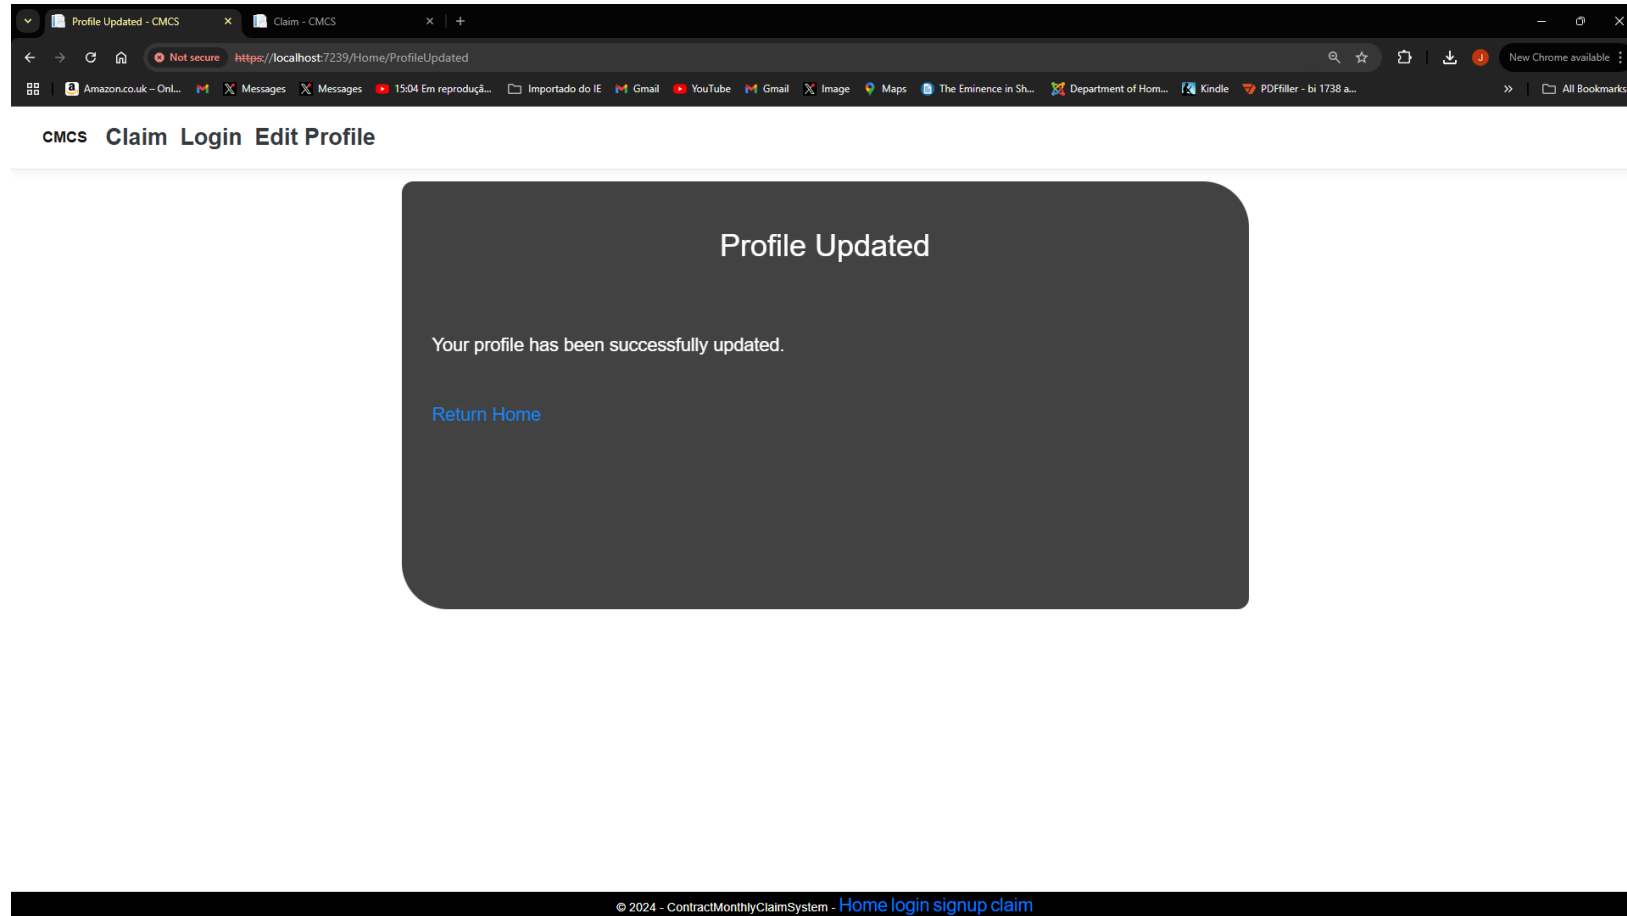 Profile Updated - CMCS
Claim - CMCS
Not secure https://localhost:7239/Home/ProfileUpdated
J
New Chrome available
Amazon.co.uk – Onl... Messages Messages 15:04 Em reproduçã... Importado do IE Gmail YouTube Gmail Image Maps The Eminence in Sh... Department of Hom... Kindle PDFfiller - bi 1738 a... » All Bookmarks
CMCS Claim Login Edit Profile
Profile Updated
Your profile has been successfully updated.
Return Home
© 2024 - ContractMonthlyClaimSystem - Home login signup claim